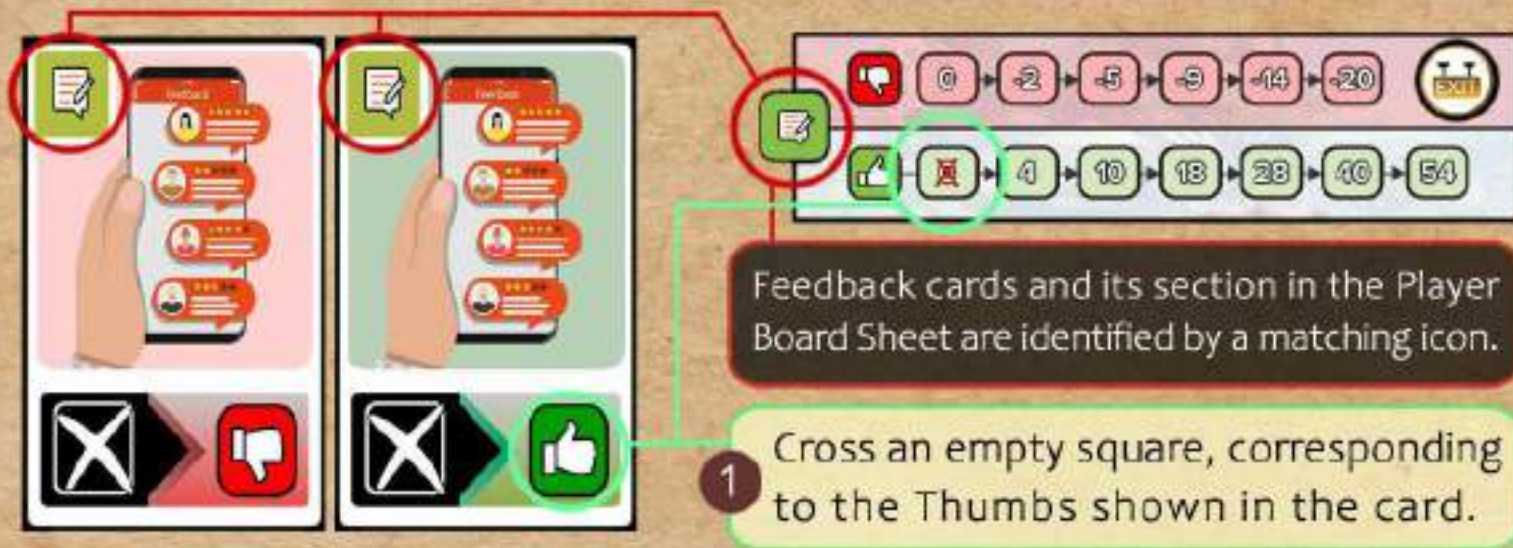 Feedback
Feedback
0 -2 -5 -9 -14 -20 EXIT
4 10 18 28 40 54
Feedback cards and its section in the Player
Board Sheet are identified by a matching icon.
1
Cross an empty square, corresponding
to the Thumbs shown in the card.